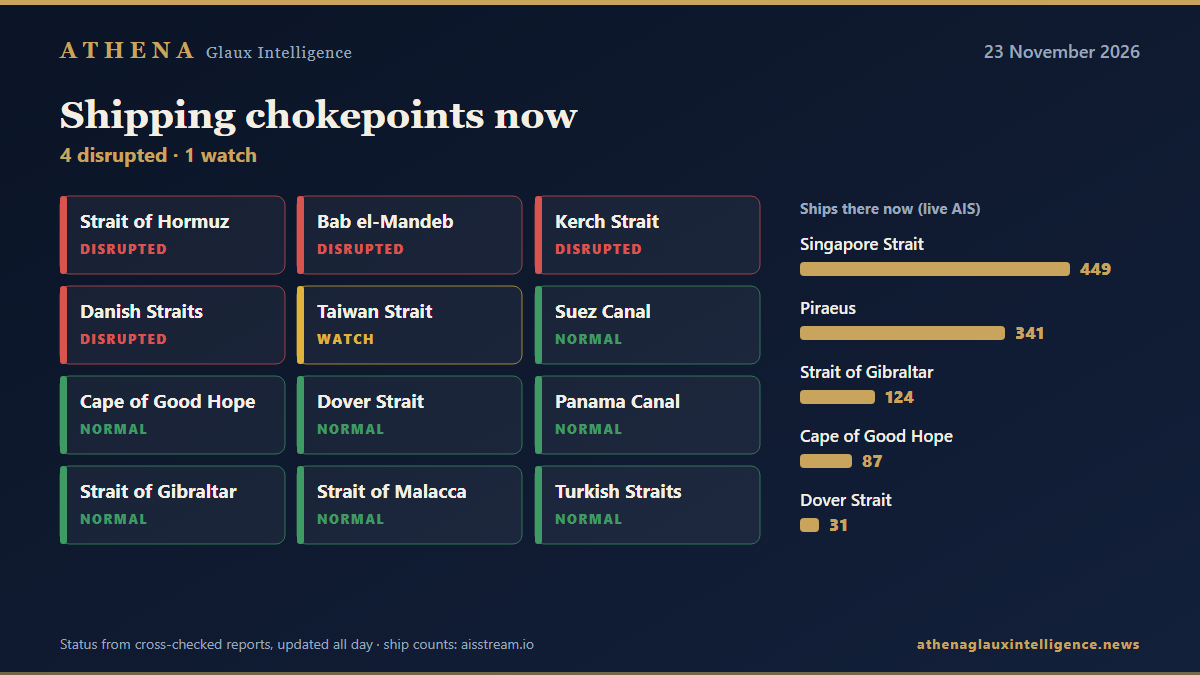 ATHENA Glaux Intelligence
23 November 2026
Shipping chokepoints now
4 disrupted · 1 watch
Strait of Hormuz
DISRUPTED
Bab el-Mandeb
DISRUPTED
Kerch Strait
DISRUPTED
Danish Straits
DISRUPTED
Taiwan Strait
WATCH
Suez Canal
NORMAL
Cape of Good Hope
NORMAL
Dover Strait
NORMAL
Panama Canal
NORMAL
Strait of Gibraltar
NORMAL
Strait of Malacca
NORMAL
Turkish Straits
NORMAL
Ships there now (live AIS)
Singapore Strait
449
Piraeus
341
Strait of Gibraltar
124
Cape of Good Hope
87
Dover Strait
31
Status from cross-checked reports, updated all day · ship counts: aisstream.io
athenaglauxintelligence.news